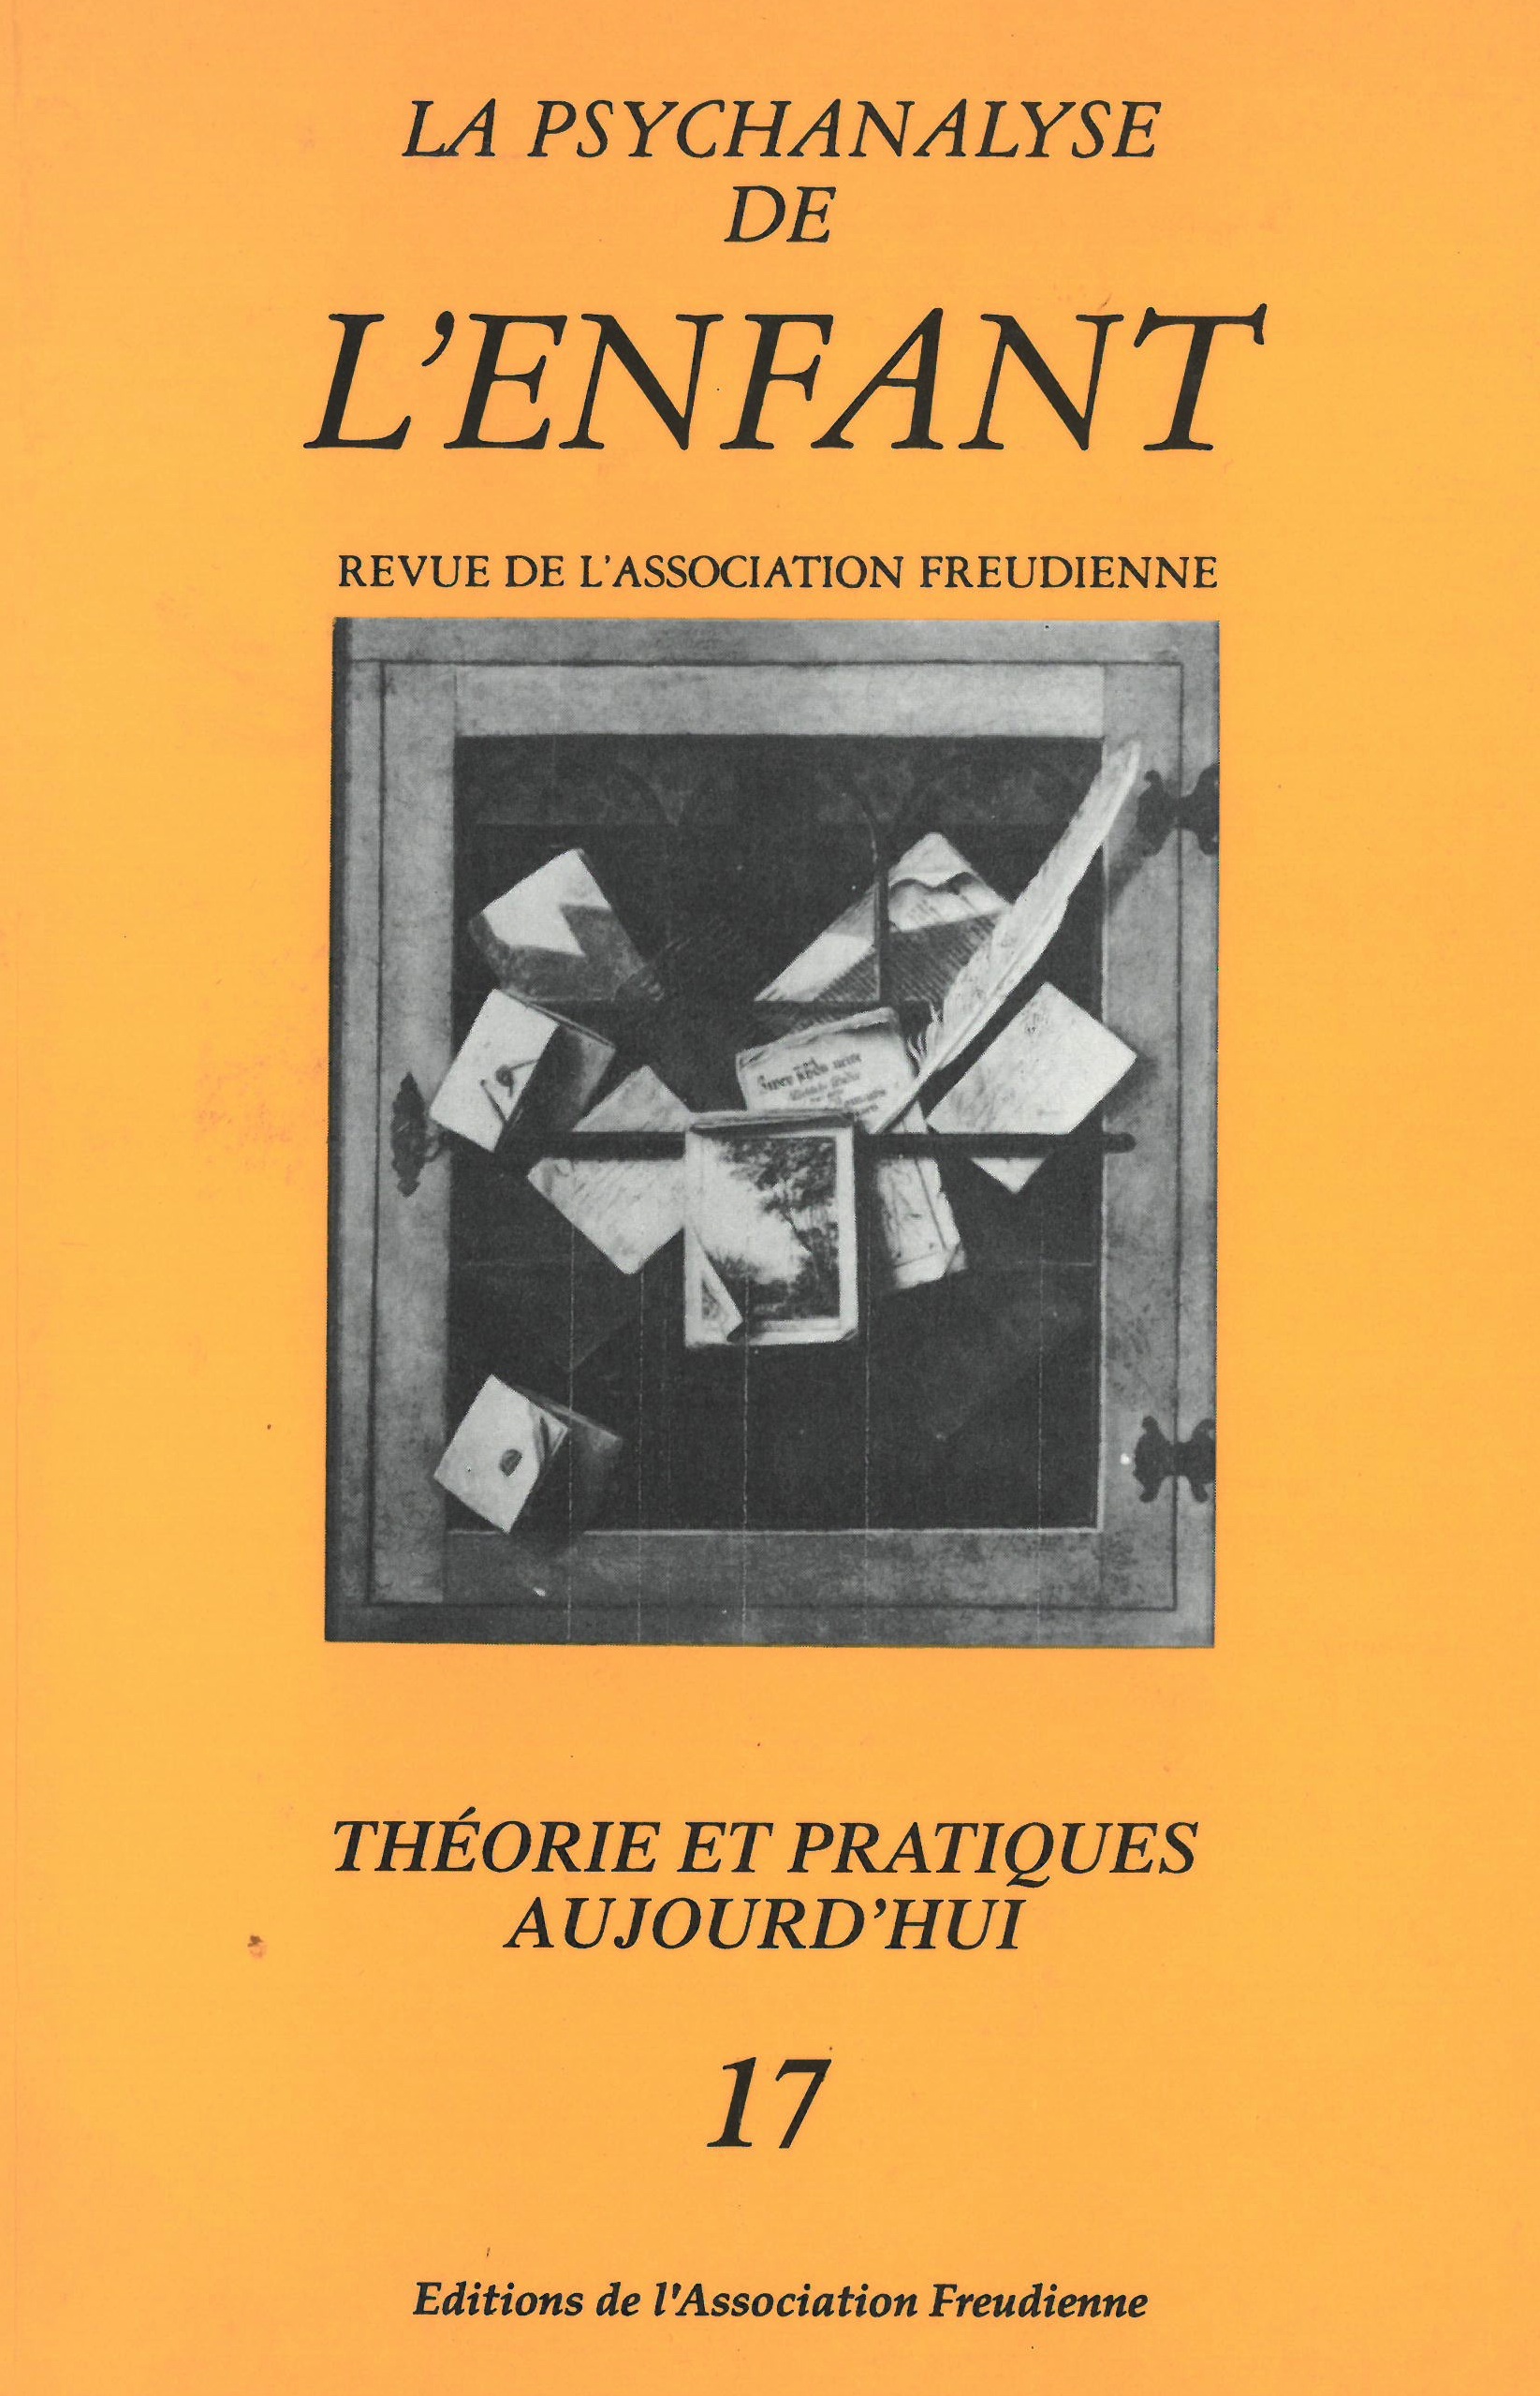 LA PSYCHANALYSE
DE
L'ENFANT
REVUE DE L'ASSOCIATION FREUDIENNE
THÉORIE ET PRATIQUES
AUJOURD'HUI
17
Editions de l'Association Freudienne